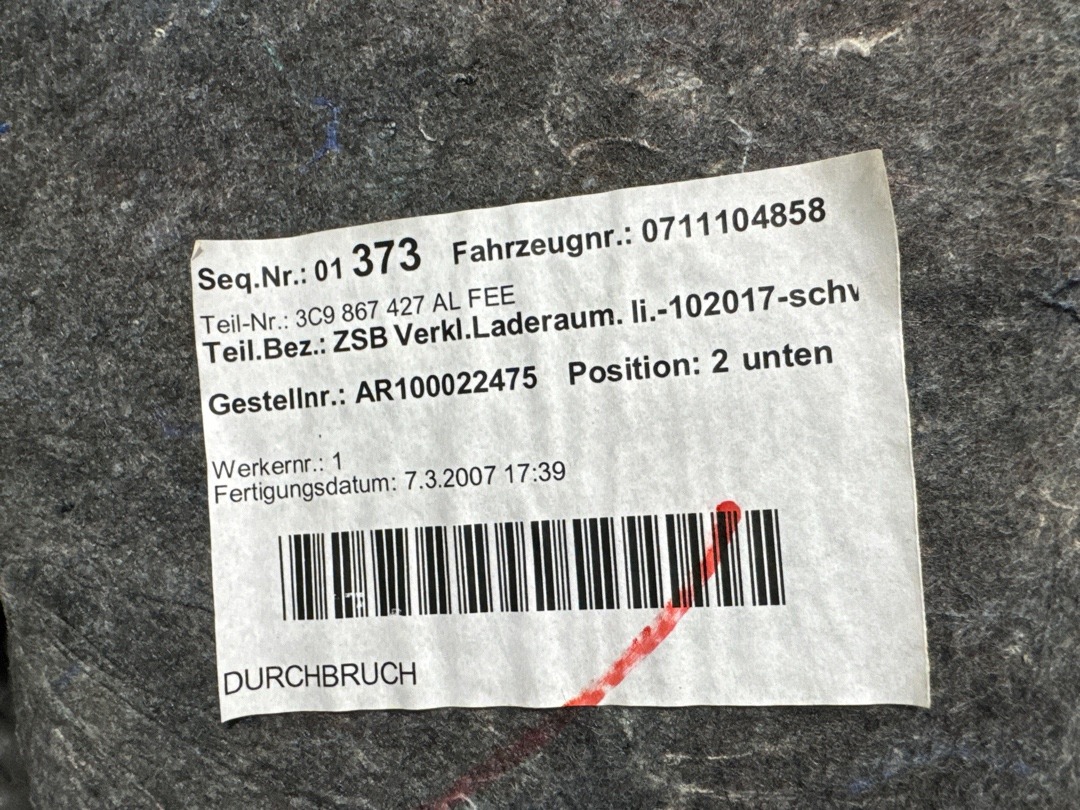 Seq.Nr.: 01 373 Fahrzeugnr.: 0711104858
Teil-Nr.: 3C9 867 427 AL FEE
Teil.Bez.: ZSB Verkl.Laderaum. li.-102017-schw
Gestellnr.: AR100022475 Position: 2 unten
Werkernr.: 1
Fertigungsdatum: 7.3.2007 17:39
DURCHBRUCH